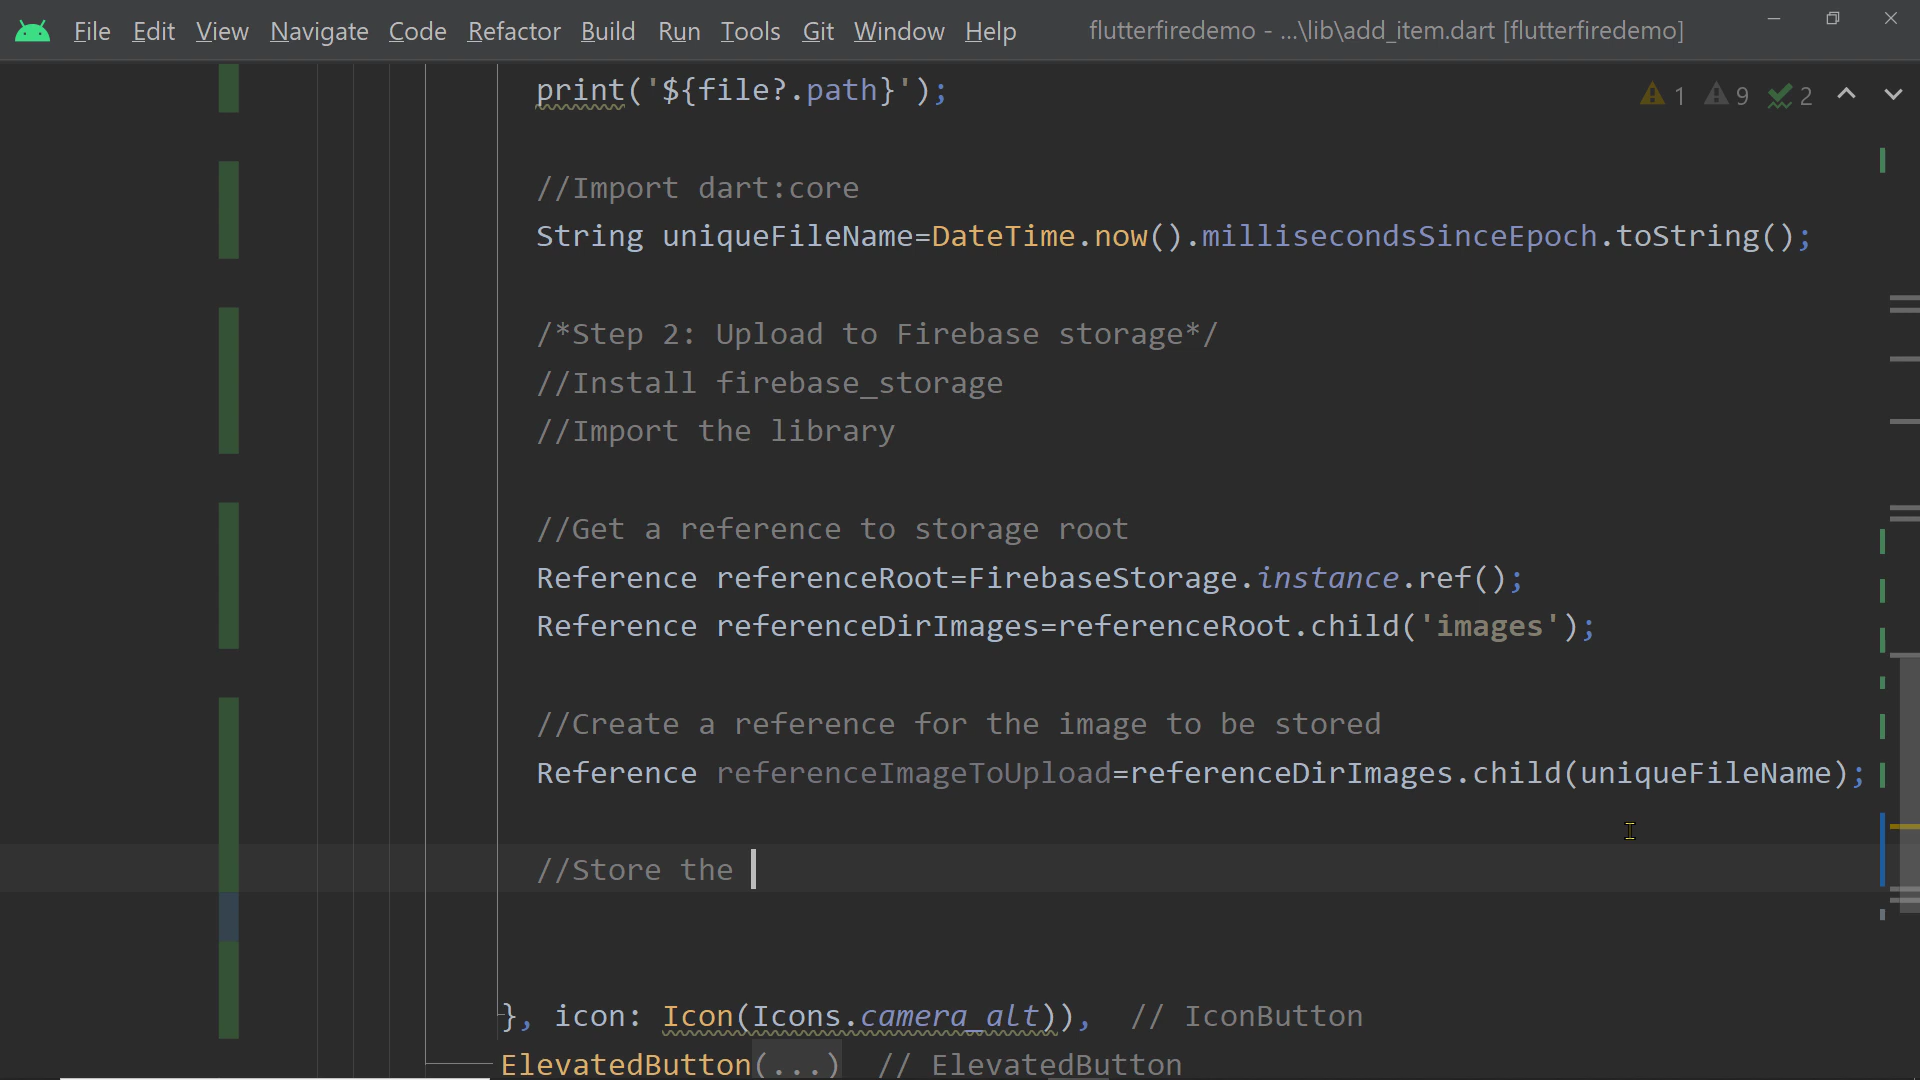 File Edit View Navigate Code Refactor Build Run Tools Git Window Help flutterfiredemo - ...\lib\add_item.dart [flutterfiredemo]
print('${file?.path}');
1 9 2
//Import dart:core
String uniqueFileName=DateTime.now().millisecondsSinceEpoch.toString();
/*Step 2: Upload to Firebase storage*/
//Install firebase_storage
//Import the library
//Get a reference to storage root
Reference referenceRoot=FirebaseStorage.instance.ref();
Reference referenceDirImages=referenceRoot.child('images');
//Create a reference for the image to be stored
Reference referenceImageToUpload=referenceDirImages.child(uniqueFileName);
//Store the
}, icon: Icon(Icons.camera_alt)), // IconButton
ElevatedButton(...) // ElevatedButton